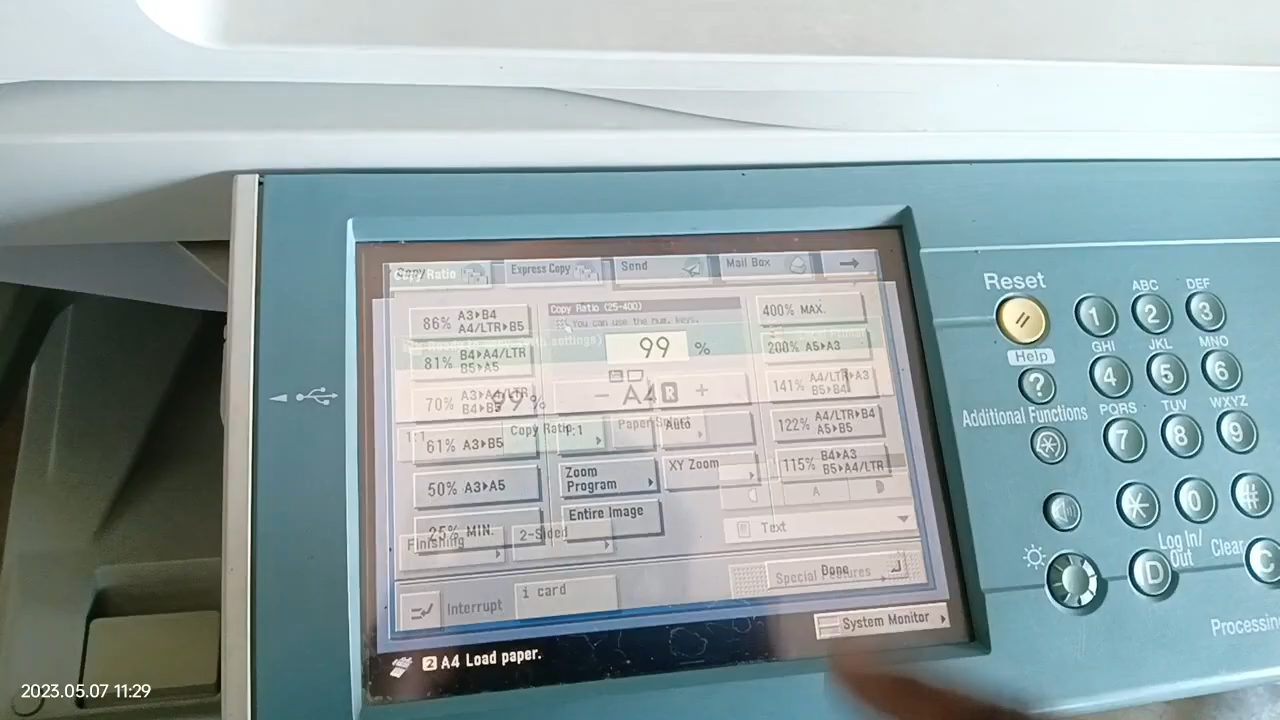 Copy Ratio
Copy
Express Copy
Send
Mail Box
86% A3▶B4
A4/LTR▶B5
81% B4▶A4/LTR
B5▶A5
70% A3▶A4/LTR
B4▶B5
61% A3▶B5
50% A3▶A5
25% MIN.
Copy Ratio (25-400)
You can use the num. keys.
99 %
99%
− A4 R +
1:1
Copy Ratio
1:1
Paper Select
Auto
Zoom
Program
XY Zoom
Entire Image
400% MAX.
200% A5▶A3
141% A4/LTR▶A3
B5▶B4
122% A4/LTR▶B4
A5▶B5
115% B4▶A3
B5▶A4/LTR
A
Text
Finishing
2-Sided
Done
Special Features
Interrupt
i card
System Monitor
2 A4 Load paper.
Reset
Help
?
Additional Functions
1
ABC
2
DEF
3
GHI
4
JKL
5
MNO
6
PQRS
7
TUV
8
WXYZ
9
*
0
#
Log In/
Out
D
Clear
C
Processing
2023.05.07 11:29